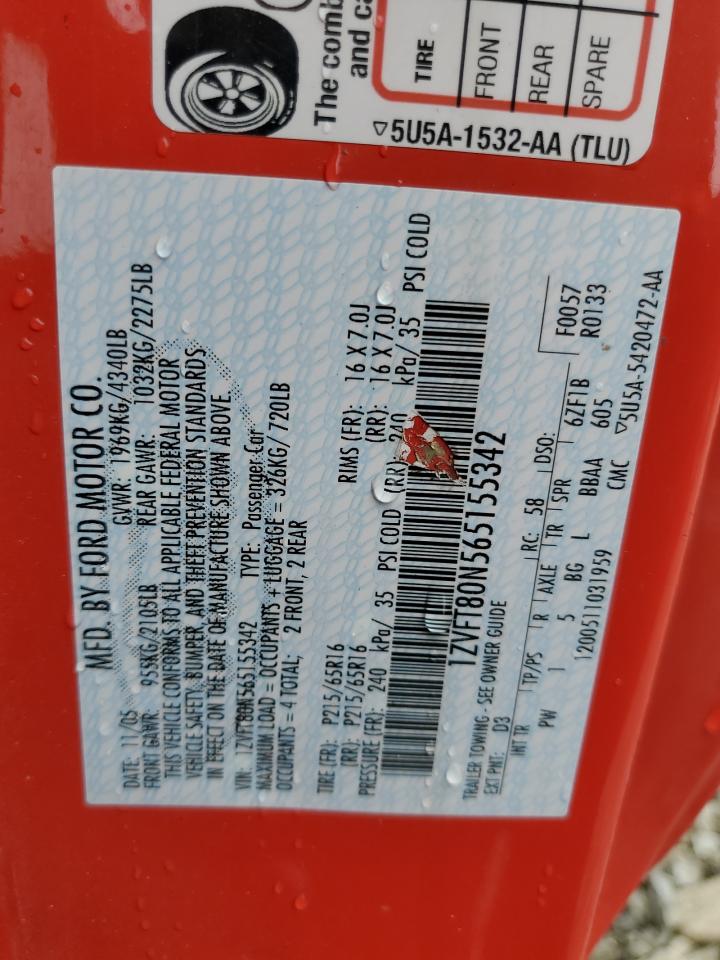 The comb
and ca
TIRE
FRONT
REAR
SPARE
▽5U5A-1532-AA (TLU)
MFD. BY FORD MOTOR CO.
DATE: 11/05 GVWR: 1969KG/4340LB
FRONT GAWR: 955KG/2105LB REAR GAWR: 1032KG/2275LB
THIS VEHICLE CONFORMS TO ALL APPLICABLE FEDERAL MOTOR
VEHICLE SAFETY, BUMPER, AND THEFT PREVENTION STANDARDS
IN EFFECT ON THE DATE OF MANUFACTURE SHOWN ABOVE.
VIN: 1ZVFT80N565155342 TYPE: Passenger Car
MAXIMUM LOAD = OCCUPANTS + LUGGAGE = 326KG/720LB
OCCUPANTS = 4 TOTAL: 2 FRONT, 2 REAR
TIRE (FR): P215/65R16 RIMS (FR): 16 X 7.0J
(RR): P215/65R16 (RR): 16 X 7.0J
PRESSURE (FR): 240 kPa/ 35 PSI COLD (RR) kPa/ 35 PSI COLD
1ZVFT80N565155342
TRAILER TOWING - SEE OWNER GUIDE
EXT PNT: D3 RC: 58 DSO: F0057
R0133
INT TR TP/PS R AXLE TR SPR 6ZF1B
PW 1 5 BG L BBAA 605
1200511031959 CMC ▽5U5A-5420472-AA